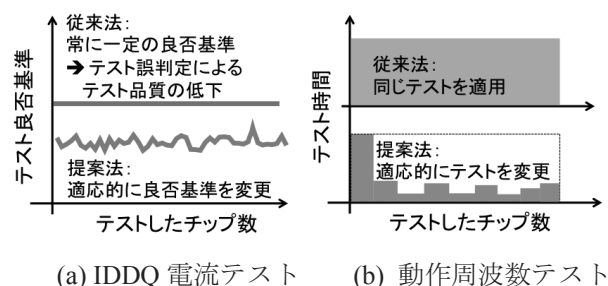 テスト良否基準
従来法：
常に一定の良否基準
➔ テスト誤判定による
テスト品質の低下
提案法：
適応的に良否基準を変更
テストしたチップ数
テスト時間
従来法：
同じテストを適用
提案法：
適応的にテストを変更
テストしたチップ数
(a) IDDQ 電流テスト
(b) 動作周波数テスト